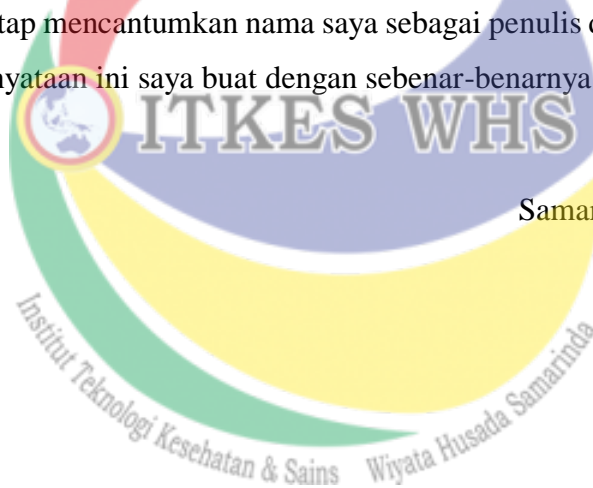 tap mencantumkan nama saya sebagai penulis
nyataan ini saya buat dengan sebenar-benarnya
ITKES WHS
Samar
Institut Teknologi Kesehatan & Sains Wiyata Husada Samarinda